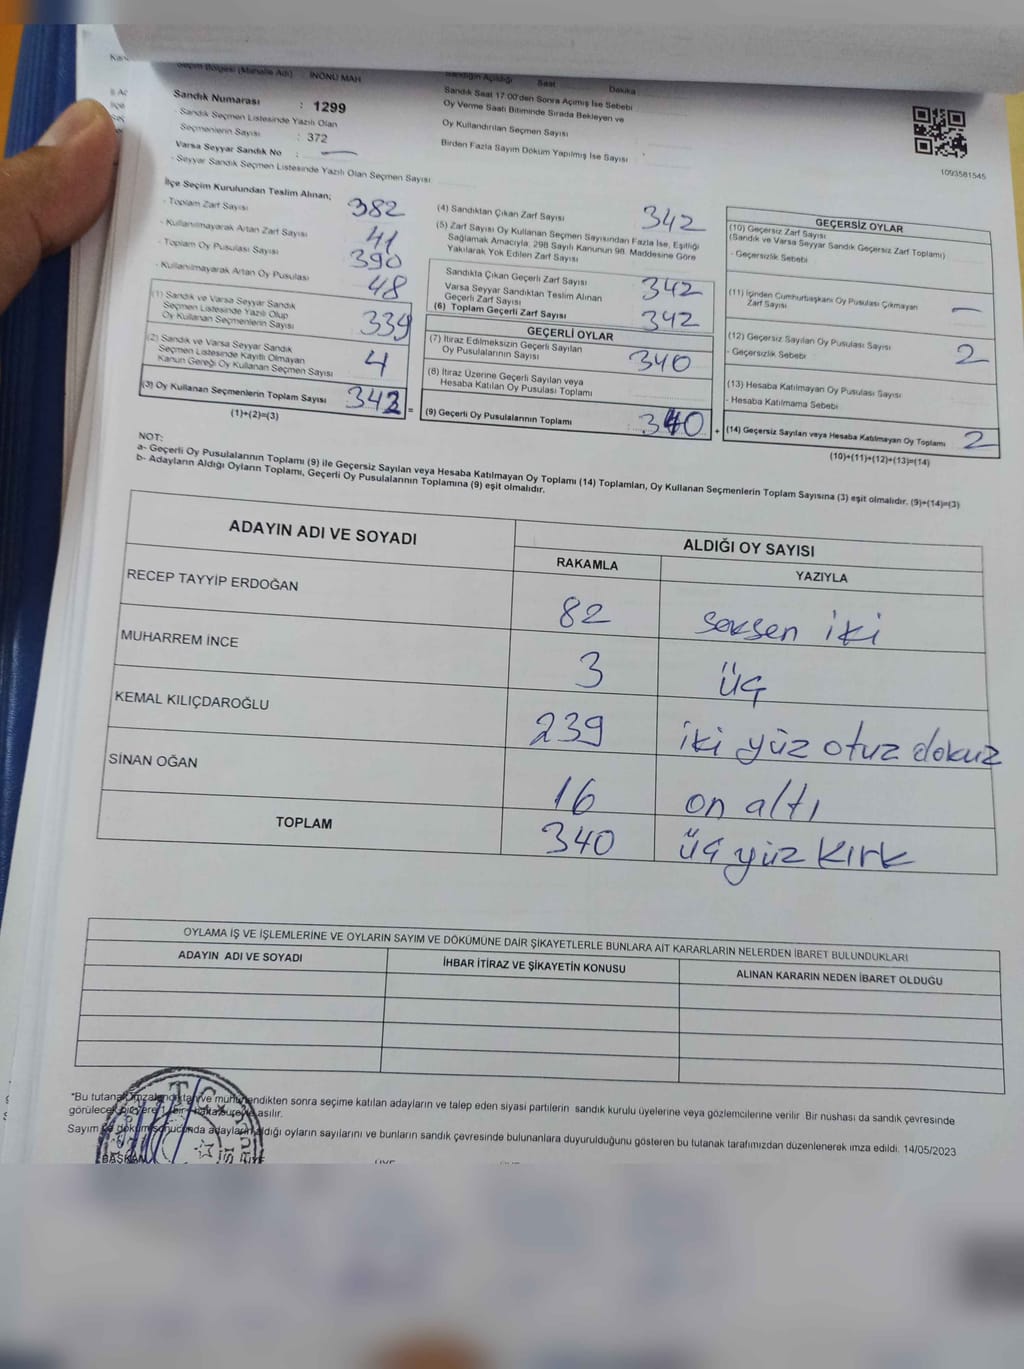 Seçim Bölgesi (Mahalle Adı) İNÖNÜ MAH
Sandık Numarası : 1299
- Sandık Seçmen Listesinde Yazılı Olan
Seçmenlerin Sayısı : 372
Varsa Seyyar Sandık No : —
- Seyyar Sandık Seçmen Listesinde Yazılı Olan Seçmen Sayısı
Sandığın Açıldığı Saat Dakika
Sandık Saat 17:00'den Sonra Açılmış İse Sebebi
Oy Verme Saati Bitiminde Sırada Bekleyen ve
Oy Kullandırılan Seçmen Sayısı
Birden Fazla Sayım Döküm Yapılmış İse Sayısı
1093581545
İlçe Seçim Kurulundan Teslim Alınan;
- Toplam Zarf Sayısı 382
- Kullanılmayarak Artan Zarf Sayısı 41
- Toplam Oy Pusulası Sayısı 390
- Kullanılmayarak Artan Oy Pusulası 48
(1) Sandık ve Varsa Seyyar Sandık
Seçmen Listesinde Yazılı Olup
Oy Kullanan Seçmenlerin Sayısı 339
(2) Sandık ve Varsa Seyyar Sandık
Seçmen Listesinde Kayıtlı Olmayan
Kanun Gereği Oy Kullanan Seçmen Sayısı 4
(3) Oy Kullanan Seçmenlerin Toplam Sayısı 342 =
(1)+(2)=(3)
(4) Sandıktan Çıkan Zarf Sayısı 342
(5) Zarf Sayısı Oy Kullanan Seçmen Sayısından Fazla İse, Eşitliği
Sağlamak Amacıyla, 298 Sayılı Kanunun 98. Maddesine Göre
Yakılarak Yok Edilen Zarf Sayısı
Sandıkta Çıkan Geçerli Zarf Sayısı 342
Varsa Seyyar Sandıktan Teslim Alınan
Geçerli Zarf Sayısı
(6) Toplam Geçerli Zarf Sayısı 342
GEÇERLİ OYLAR
(7) İtiraz Edilmeksizin Geçerli Sayılan
Oy Pusulalarının Sayısı 340
(8) İtiraz Üzerine Geçerli Sayılan veya
Hesaba Katılan Oy Pusulası Toplamı
(9) Geçerli Oy Pusulalarının Toplamı 340 +
GEÇERSİZ OYLAR
(10) Geçersiz Zarf Sayısı
(Sandık ve Varsa Seyyar Sandık Geçersiz Zarf Toplamı)
- Geçersizlik Sebebi
(11) İçinden Cumhurbaşkanı Oy Pusulası Çıkmayan
Zarf Sayısı —
(12) Geçersiz Sayılan Oy Pusulası Sayısı 2
- Geçersizlik Sebebi
(13) Hesaba Katılmayan Oy Pusulası Sayısı
- Hesaba Katılmama Sebebi
(14) Geçersiz Sayılan veya Hesaba Katılmayan Oy Toplamı 2
(10)+(11)+(12)+(13)=(14)
NOT:
a- Geçerli Oy Pusulalarının Toplamı (9) ile Geçersiz Sayılan veya Hesaba Katılmayan Oy Toplamı (14) Toplamları, Oy Kullanan Seçmenlerin Toplam Sayısına (3) eşit olmalıdır. (9)+(14)=(3)
b- Adayların Aldığı Oyların Toplamı, Geçerli Oy Pusulalarının Toplamına (9) eşit olmalıdır.
ADAYIN ADI VE SOYADI ALDIĞI OY SAYISI
RAKAMLA YAZIYLA
RECEP TAYYİP ERDOĞAN 82 seksen iki
MUHARREM İNCE 3 üç
KEMAL KILIÇDAROĞLU 239 iki yüz otuz dokuz
SİNAN OĞAN 16 on altı
TOPLAM 340 üç yüz kırk
OYLAMA İŞ VE İŞLEMLERİNE VE OYLARIN SAYIM VE DÖKÜMÜNE DAİR ŞİKAYETLERLE BUNLARA AİT KARARLARIN NELERDEN İBARET BULUNDUKLARI
ADAYIN ADI VE SOYADI İHBAR İTİRAZ VE ŞİKAYETİN KONUSU ALINAN KARARIN NEDEN İBARET OLDUĞU
*Bu tutanak imzalandıktan ve mühürlendikten sonra seçime katılan adayların ve talep eden siyasi partilerin sandık kurulu üyelerine veya gözlemcilerine verilir Bir nüshası da sandık çevresinde
görülecek bir yere 1 bir hafta süreyle asılır.
Sayım ve döküm sonucunda adayların aldığı oyların sayılarını ve bunların sandık çevresinde bulunanlara duyurulduğunu gösteren bu tutanak tarafımızdan düzenlenerek imza edildi. 14/05/2023
BAŞKAN